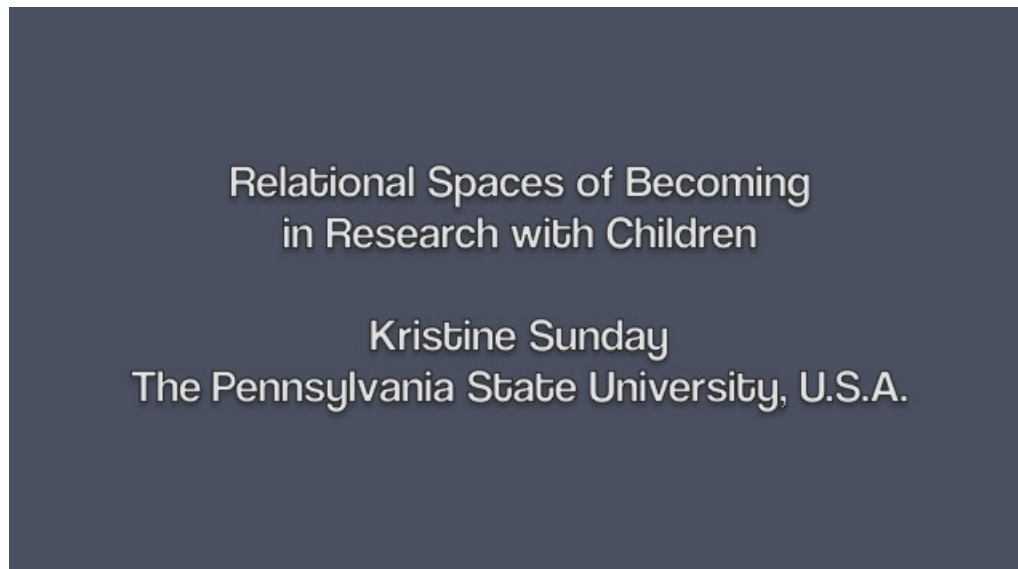 Relational Spaces of Becoming
in Research with Children
Kristine Sunday
The Pennsylvania State University, U.S.A.